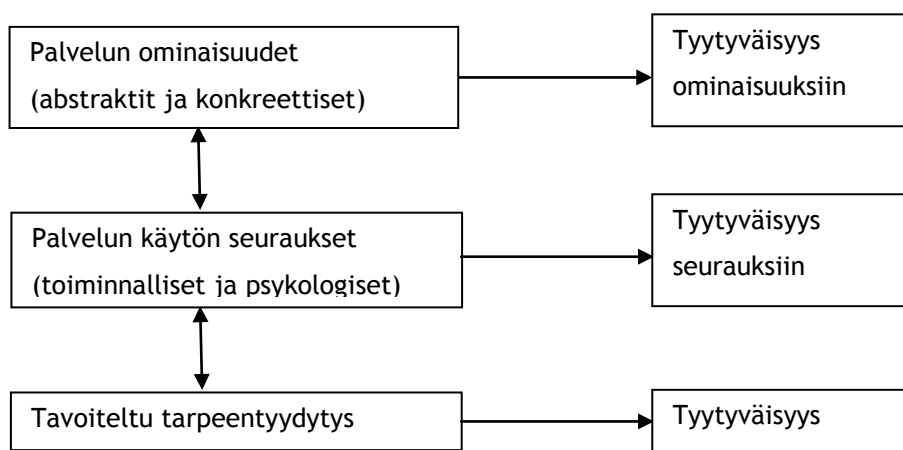 Palvelun ominaisuudet
(abstraktit ja konkreettiset)
Tyytyväisyys
ominaisuuksiin
Palvelun käytön seuraukset
(toiminnalliset ja psykologiset)
Tyytyväisyys
seurauksiin
Tavoiteltu tarpeentyydytys
Tyytyväisyys